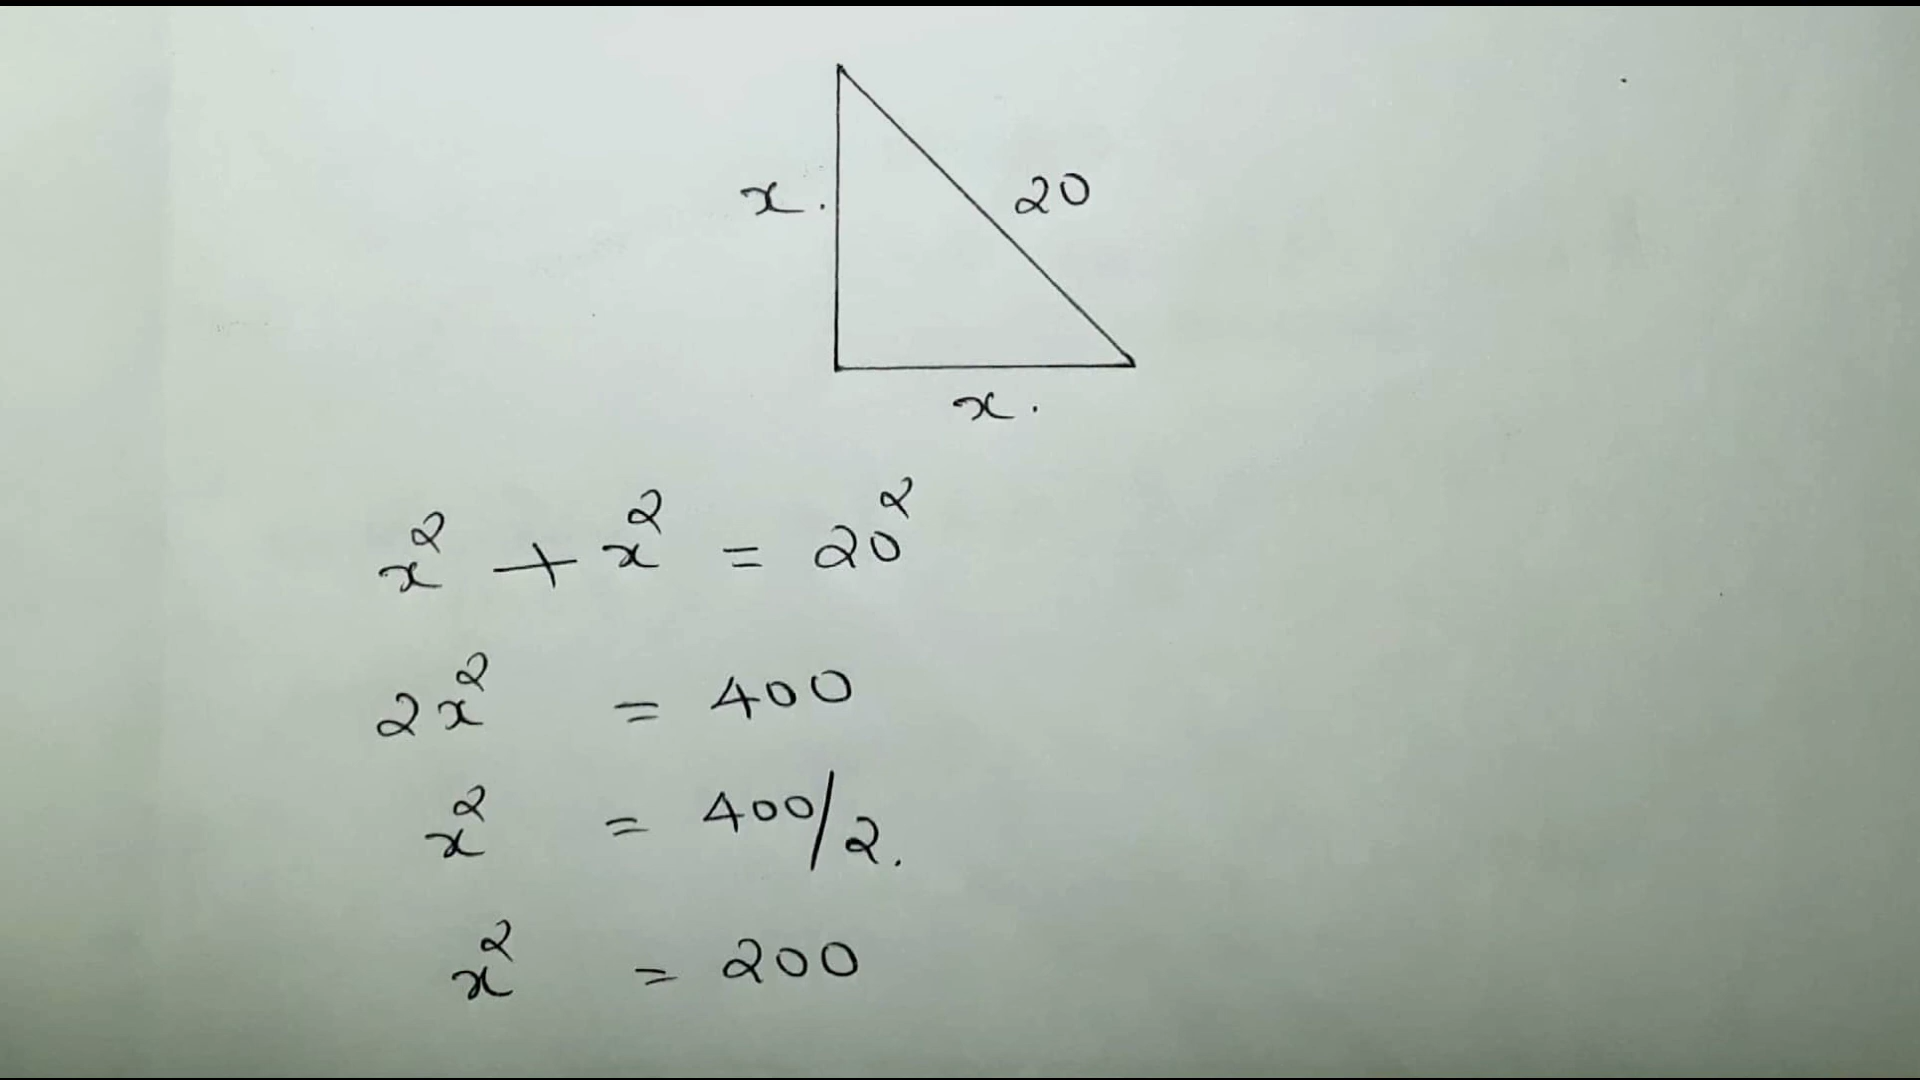 x.
20
x.
x² + x² = 20²
2x² = 400
x² = 400/2.
x² = 200